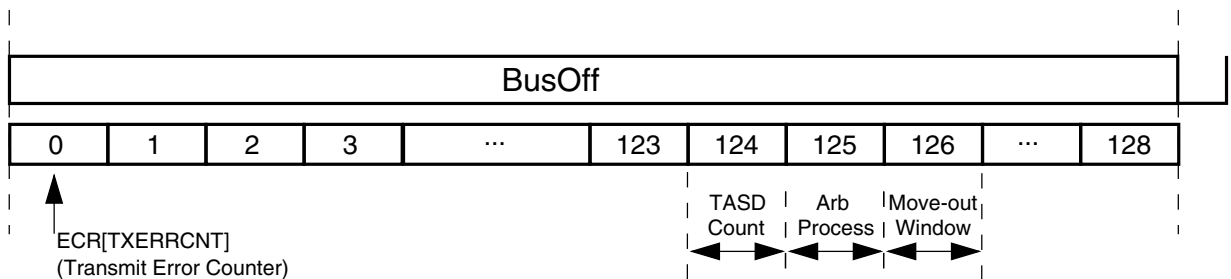 BusOff
0 1 2 3 ... 123 124 125 126 ... 128
TASD Count
Arb Process
Move-out Window
ECR[TXERRCNT]
(Transmit Error Counter)